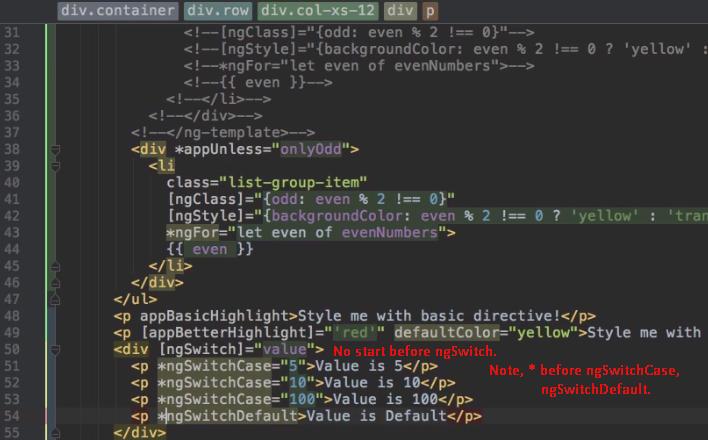 div.container div.row div.col-xs-12 div p
31 <!--[ngClass]="{odd: even % 2 !== 0}"-->
32 <!--[ngStyle]="{backgroundColor: even % 2 !== 0 ? 'yellow' :
33 <!--*ngFor="let even of evenNumbers">-->
34 <!--{{ even }}-->
35 <!--</li>-->
36 <!--</div>-->
37 <!--</ng-template>-->
38 <div *appUnless="onlyOdd">
39 <li
40 class="list-group-item"
41 [ngClass]="{odd: even % 2 !== 0}"
42 [ngStyle]="{backgroundColor: even % 2 !== 0 ? 'yellow' : 'tran
43 *ngFor="let even of evenNumbers">
44 {{ even }}
45 </li>
46 </div>
47 </ul>
48 <p appBasicHighlight>Style me with basic directive!</p>
49 <p [appBetterHighlight]="'red'" defaultColor="yellow">Style me with
50 <div [ngSwitch]="value"> No start before ngSwitch.
51 <p *ngSwitchCase="5">Value is 5</p> Note, * before ngSwitchCase,
52 <p *ngSwitchCase="10">Value is 10</p> ngSwitchDefault.
53 <p *ngSwitchCase="100">Value is 100</p>
54 <p *ngSwitchDefault>Value is Default</p>
55 </div>